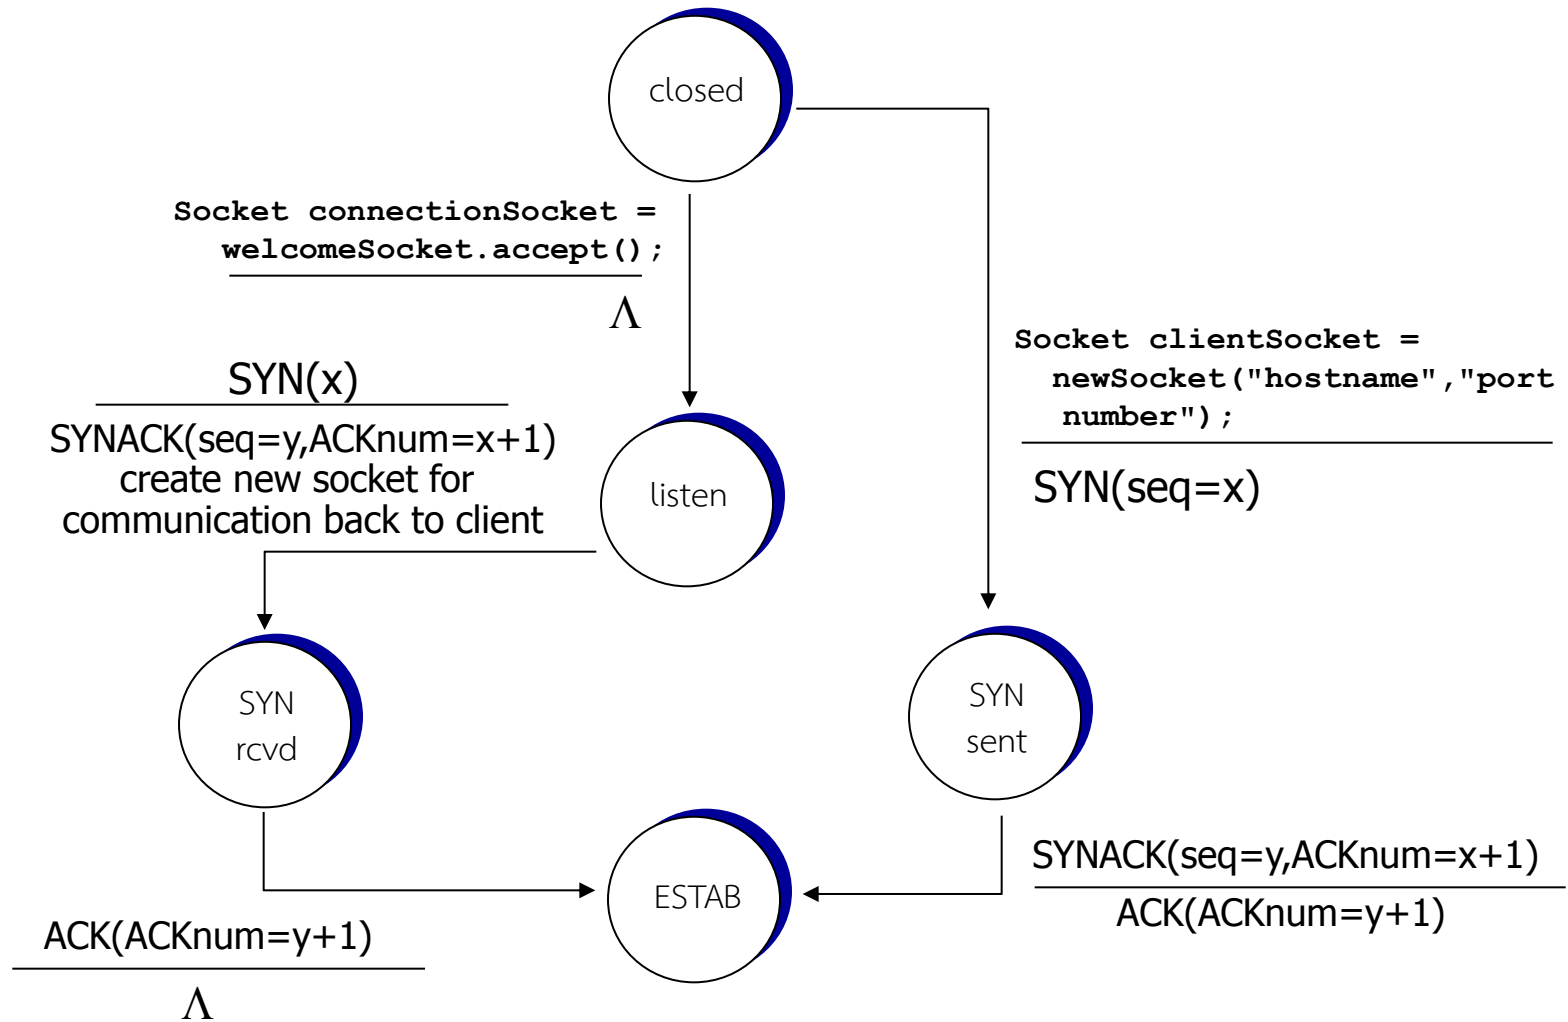 closed
Socket connectionSocket =
welcomeSocket.accept();
Λ
Socket clientSocket =
newSocket("hostname","port
number");
SYN(seq=x)
SYN(x)
SYNACK(seq=y,ACKnum=x+1)
create new socket for
communication back to client
listen
SYN
rcvd
SYN
sent
ESTAB
SYNACK(seq=y,ACKnum=x+1)
ACK(ACKnum=y+1)
ACK(ACKnum=y+1)
Λ